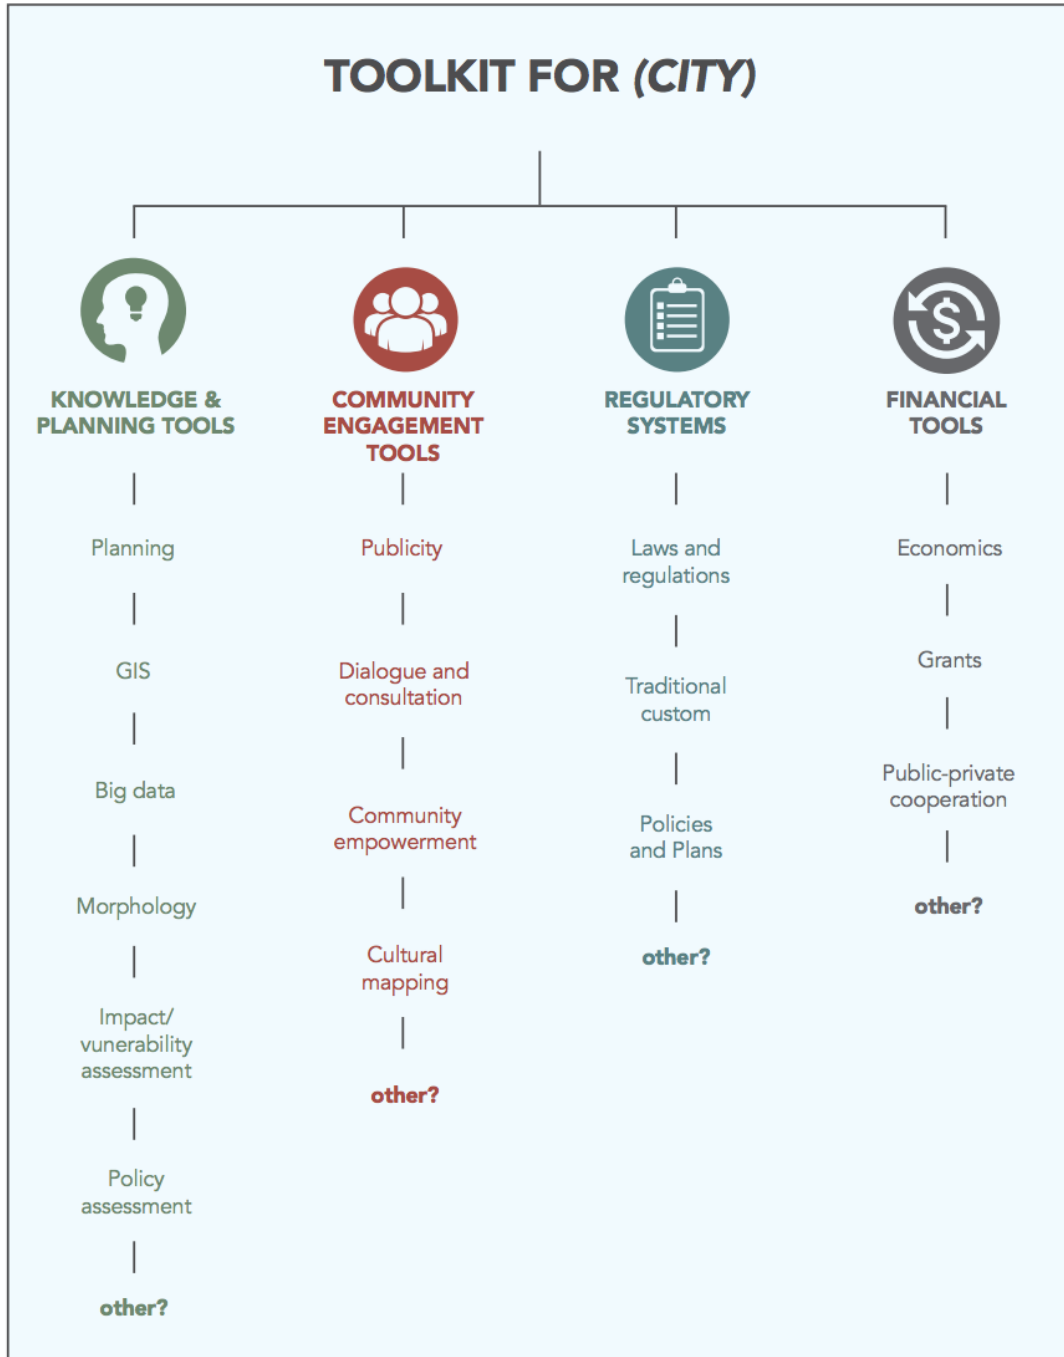 TOOLKIT FOR (CITY)
KNOWLEDGE &
PLANNING TOOLS
Planning
GIS
Big data
Morphology
Impact/
vunerability
assessment
Policy
assessment
other?
COMMUNITY
ENGAGEMENT
TOOLS
Publicity
Dialogue and
consultation
Community
empowerment
Cultural
mapping
other?
REGULATORY
SYSTEMS
Laws and
regulations
Traditional
custom
Policies
and Plans
other?
$
FINANCIAL
TOOLS
Economics
Grants
Public-private
cooperation
other?